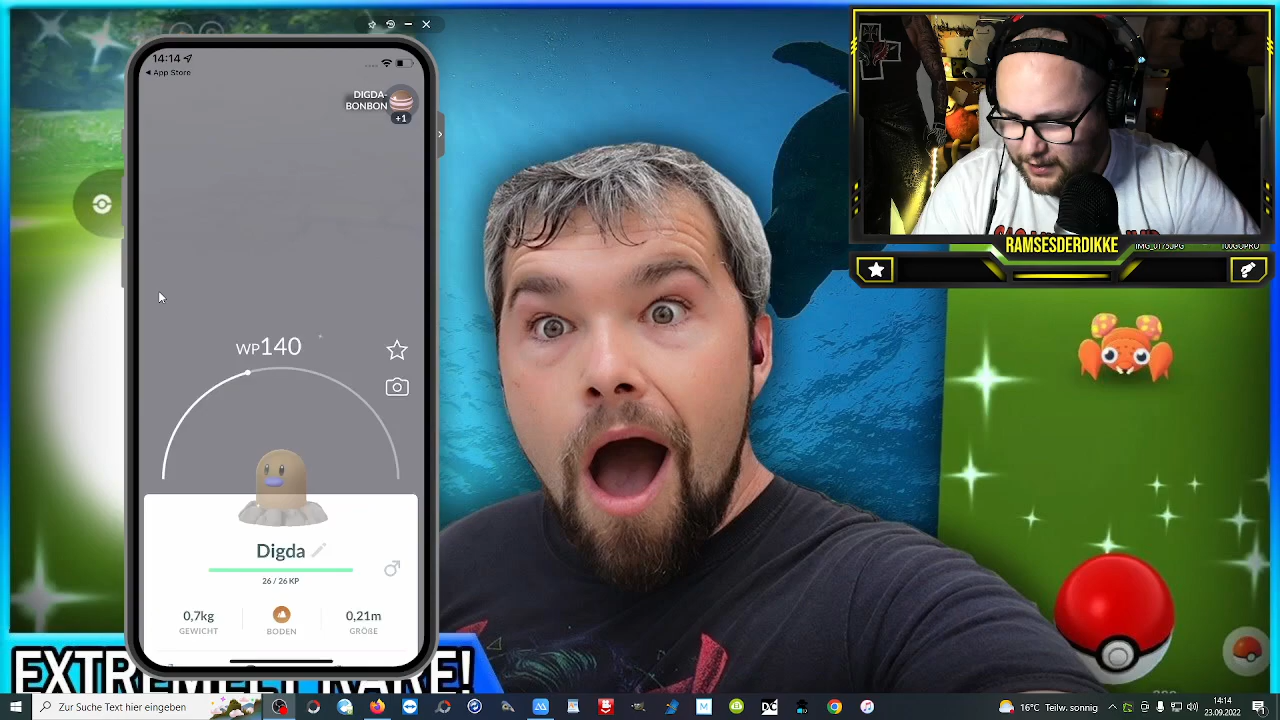 14:14
App Store
DIGDA-
BONBON
+1
WP140
Digda
26 / 26 KP
0,7kg
GEWICHT
BODEN
0,21m
GRÖßE
RAMSESDERDIKKE
100GOPRO
Zur Suche Text hier eingeben
16°C Teilw. sonnig
14:14
23.09.2022